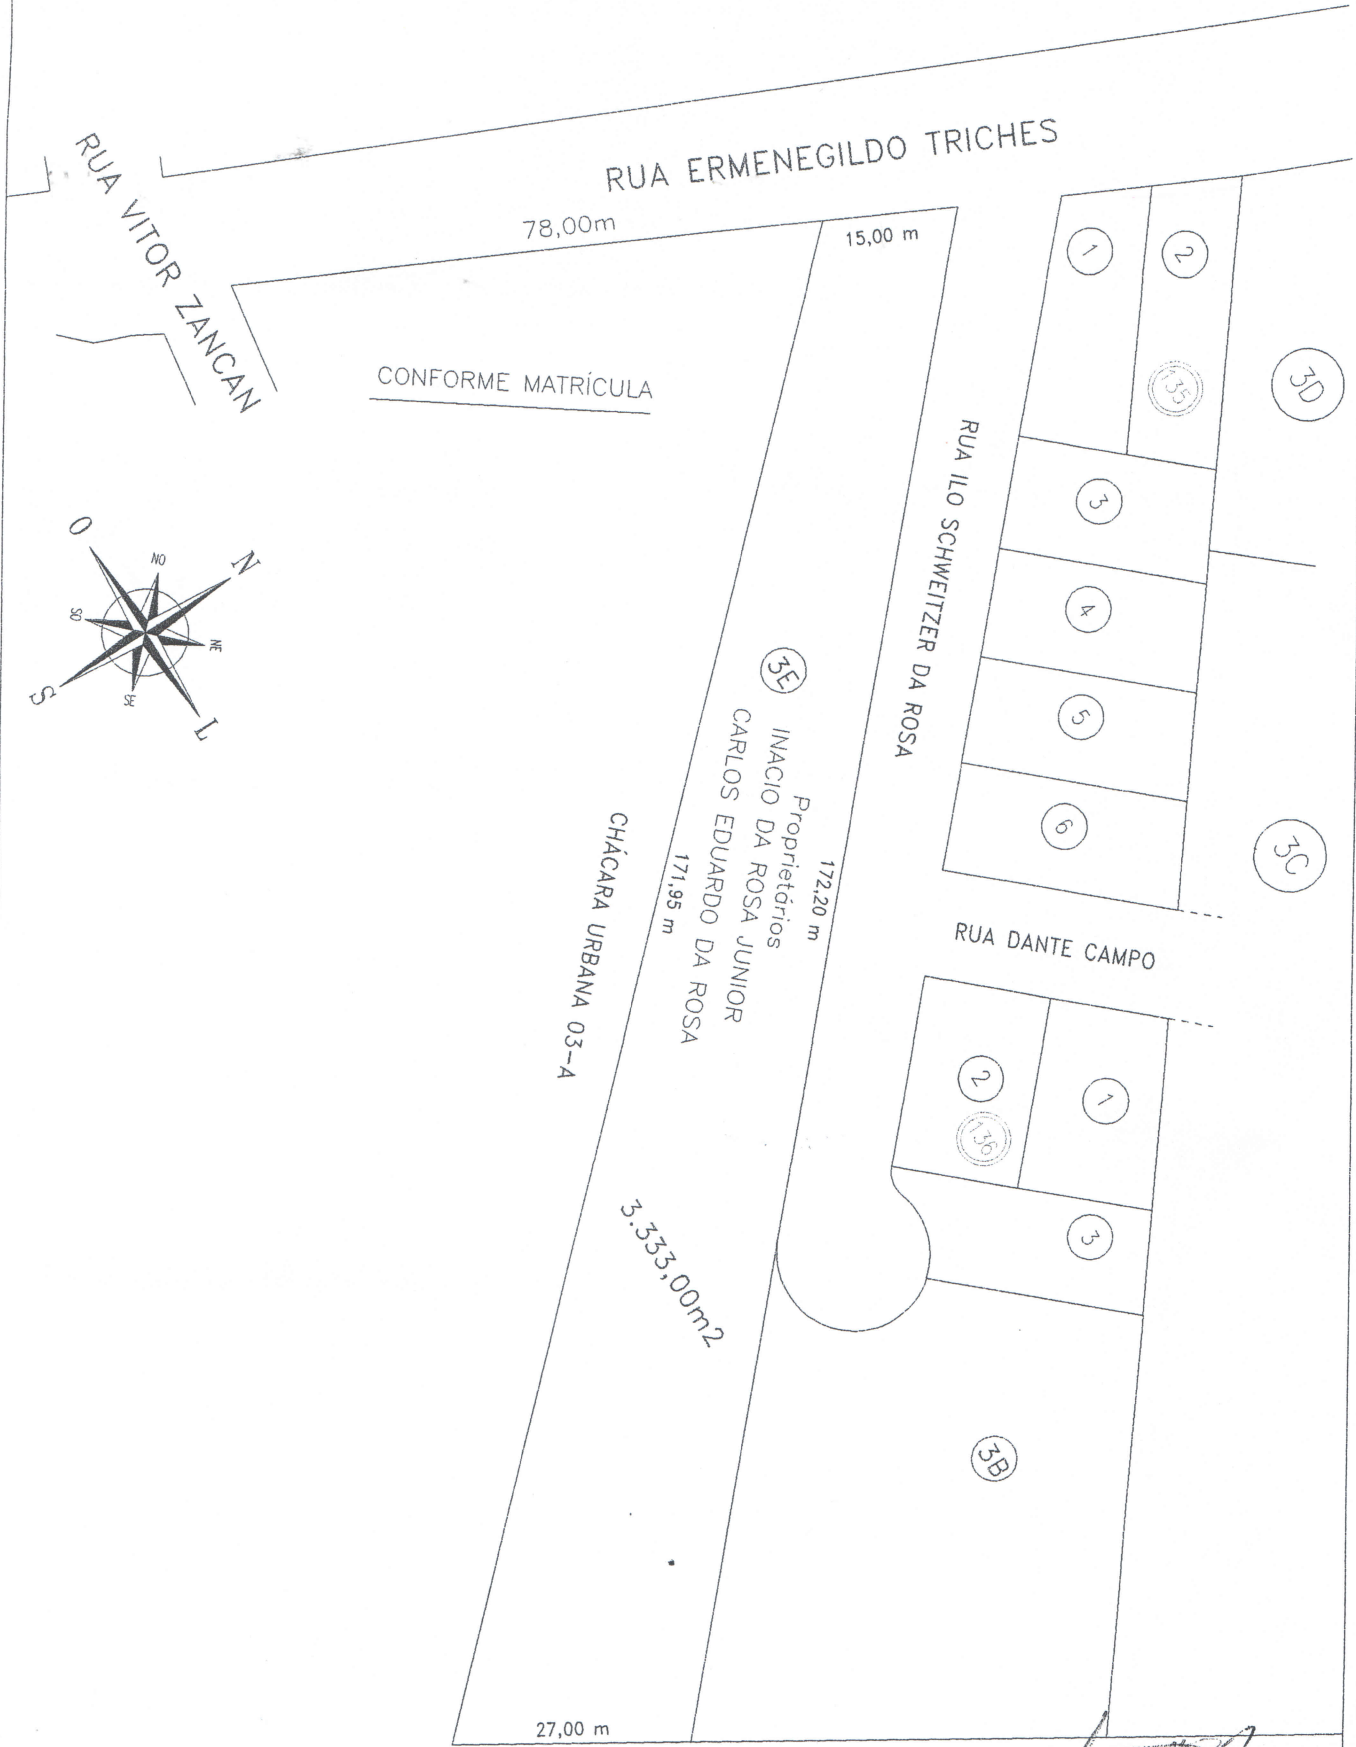 RUA ERMENEGILDO TRICHES
RUA VITOR ZANCAN
78,00m
15,00 m
1
2
135
3D
CONFORME MATRÍCULA
RUA ILO SCHWEITZER DA ROSA
3
4
5
6
3C
O
NO
N
SO
NE
S
SE
L
3E
Proprietários
INACIO DA ROSA JUNIOR
CARLOS EDUARDO DA ROSA
172,20 m
171,95 m
CHÁCARA URBANA 03-A
RUA DANTE CAMPO
2
1
136
3
3.333,00m2
3B
27,00 m